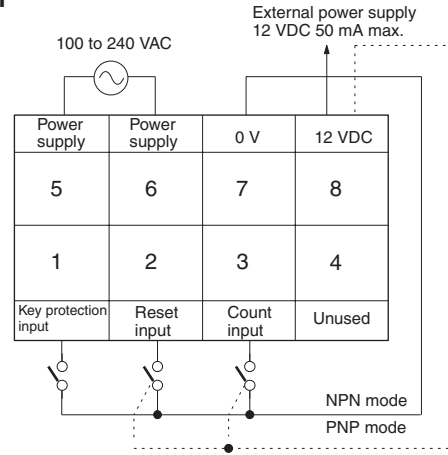 External power supply
12 VDC 50 mA max.
100 to 240 VAC
Power supply
Power supply
0 V
12 VDC
5
6
7
8
1
2
3
4
Key protection input
Reset input
Count input
Unused
NPN mode
PNP mode